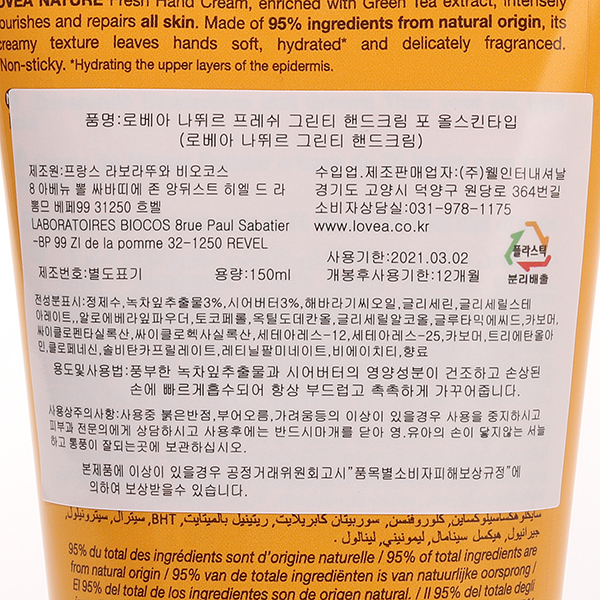 LOVEA NATURE Fresh Hand Cream, enriched with Green Tea extract, intensely
nourishes and repairs all skin. Made of 95% ingredients from natural origin, its
creamy texture leaves hands soft, hydrated* and delicately fragranced.
Non-sticky. *Hydrating the upper layers of the epidermis.
품명:로베아 나뛰르 프레쉬 그린티 핸드크림 포 올스킨타입
(로베아 나뛰르 그린티 핸드크림)
제조원:프랑스 라보라뚜와 비오코스
8 아베뉴 뽈 싸바띠에 존 앙뒤스트 히엘 드 라
뽐므 베페99 31250 흐벨
LABORATOIRES BIOCOS 8rue Paul Sabatier
-BP 99 ZI de la pomme 32-1250 REVEL
제조번호:별도표기 용량:150ml
수입업.제조판매업자:(주)웰인터내셔날
경기도 고양시 덕양구 원당로 364번길
소비자상담실:031-978-1175
www.lovea.co.kr
사용기한:2021.03.02
개봉후사용기한:12개월
플라스틱
분리배출
전성분표시:정제수,녹차잎추출물3%,시어버터3%,해바라기씨오일,글리세린,글리세릴스테
아레이트,알로에베라잎파우더,토코페롤,옥틸도데칸올,글리세릴알코올,글루타믹에씨드,카보머,
싸이클로펜타실록산,싸이클로헥사실록산,세테아레스-12,세테아레스-25,카보머,트리에탄올아
인,클로페네신,솔비탄카프릴레이트,레티닐팔미네이트,비에이치티,향료
용도및사용법:풍부한 녹차잎추출물과 시어버터의 영양성분이 건조하고 손상된
손에 빠르게흡수되어 항상 부드럽고 촉촉하게 가꾸어줍니다.
사용상주의사항:사용중 붉은반점,부어오름,가려움등의 이상이 있을경우 사용을 중지하시고
피부과 전문의에게 상담하시고 사용후에는 반드시마개를 닫아 영.유아의 손이 닿지않는 서늘
하고 통풍이 잘되는곳에 보관하십시오.
본제품에 이상이 있을경우 공정거래위원회고시"품목별소비자피해보상규정"에
의하여 보상받을수 있습니다.
سايكلوهكساسيلوكساين, كلوروفنسن, سوربيتان كابريلايت, ريتينيل بالميتايت, BHT, سيترال, سيترونيلول,
جيرانيول, هيكسل سينامال, ليمونيني, لينالول.
95% du total des ingrédients sont d'origine naturelle / 95% of total ingredients are
from natural origin / 95% van de totale ingrediënten is van natuurlijke oorsprong /
El 95% del total de los ingredientes son de origen natural. / Il 95% del totale degli